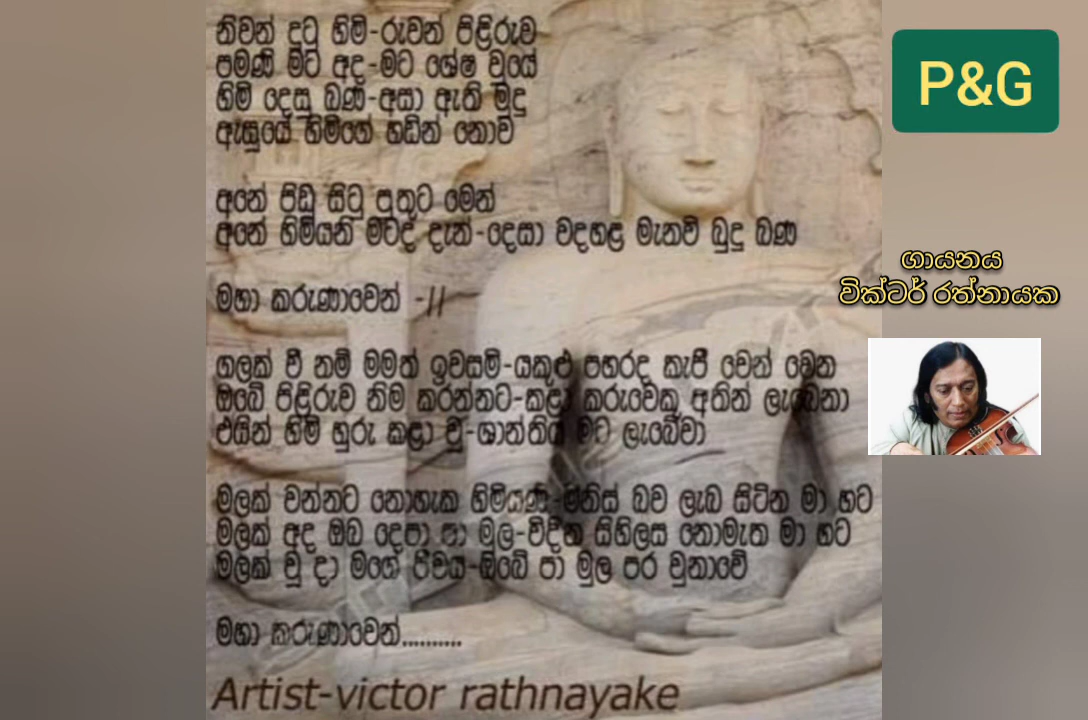 නිවන් දුටු හිමි-රුවන් පිළිරුව
පමණි මට අද-මට ශේෂ වූයේ
හිමි දෙසු බණ-අසා ඇති මුදු
ඇසුයේ හිමිගේ හඬින් නොව
අනේ පිඬු සිටු පුතුට මෙන්
අනේ හිමියනි මටද දැන්-දෙසා වදහළ මැනවි බුදු බණ
මහා කරුණාවෙන් -//
ගලක් වී නම් මමත් ඉවසමි-යකුළු පහරද කැපී වෙන් වෙන
ඔබේ පිළිරුව නිම කරන්නට-කළා කරුවෙකු අතින් ලැබෙනා
එයින් හිමි හුරු කළා වූ-ශාන්තිය මට ලැබේවා
මලක් වන්නට නොහැක හිමියණි-මිනිස් බව ලැබ සිටින මා හට
මලක් අද ඔබ දෙපා පා මුල-විදින සිහිලස නොමැත මා හට
මලක් වූ දා මගේ ජීවය-ඔබේ පා මුල පර වුනාවේ
මහා කරුණාවෙන්..........
Artist-victor rathnayake
P&G
ගායනය
වික්ටර් රත්නායක